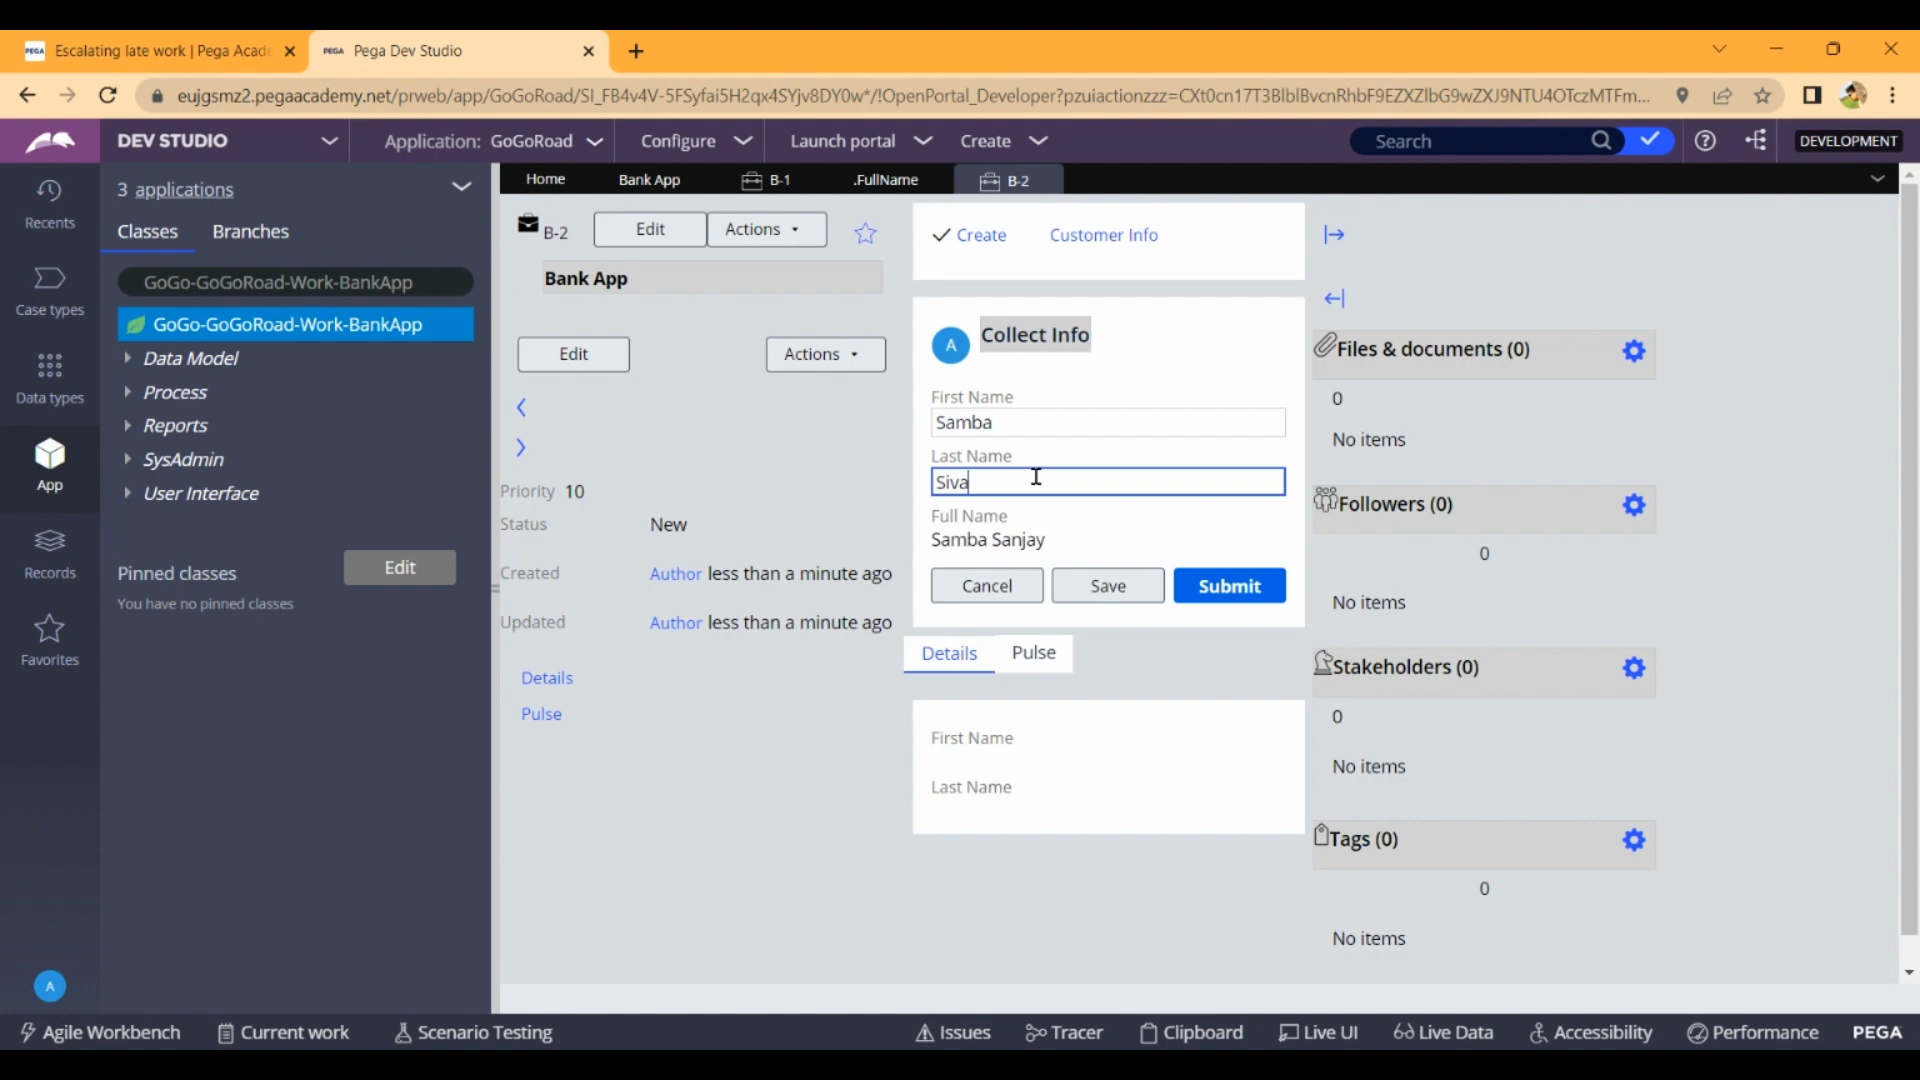 PEGA Escalating late work | Pega Acade
PEGA Pega Dev Studio
eujgsmz2.pegaacademy.net/prweb/app/GoGoRoad/SI_FB4v4V-5FSyfai5H2qx4SYjv8DY0w*/!OpenPortal_Developer?pzuiactionzzz=CXt0cn17T3BlblBvcnRhbF9EZXZlbG9wZXJ9NTU4OTczMTFm...
DEV STUDIO
Application: GoGoRoad
Configure
Launch portal
Create
Search
DEVELOPMENT
Recents
Case types
Data types
App
Records
Favorites
A
3 applications
Classes Branches
GoGo-GoGoRoad-Work-BankApp
GoGo-GoGoRoad-Work-BankApp
Data Model
Process
Reports
SysAdmin
User Interface
Pinned classes Edit
You have no pinned classes
Home Bank App B-1 .FullName B-2
B-2 Edit Actions
Bank App
Edit Actions
Priority 10
Status New
Created Author less than a minute ago
Updated Author less than a minute ago
Details
Pulse
Create Customer Info
A Collect Info
First Name
Samba
Last Name
Siva
Full Name
Samba Sanjay
Cancel Save Submit
Details Pulse
First Name
Last Name
Files & documents (0)
0
No items
Followers (0)
0
No items
Stakeholders (0)
0
No items
Tags (0)
0
No items
Agile Workbench Current work Scenario Testing Issues Tracer Clipboard Live UI Live Data Accessibility Performance PEGA